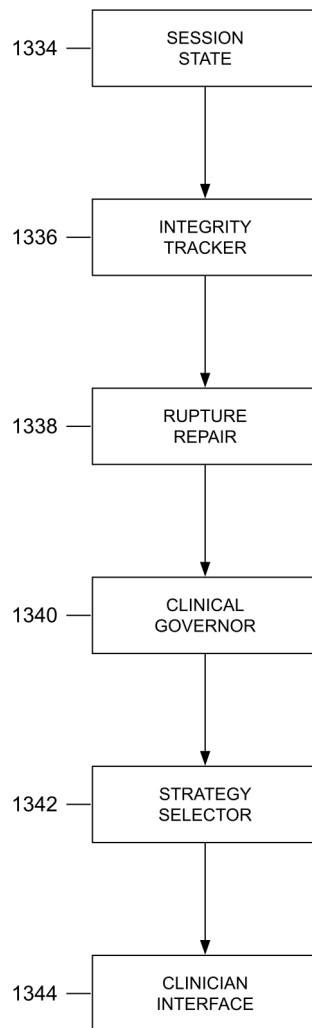 1334
SESSION
STATE
1336
INTEGRITY
TRACKER
1338
RUPTURE
REPAIR
1340
CLINICAL
GOVERNOR
1342
STRATEGY
SELECTOR
1344
CLINICIAN
INTERFACE